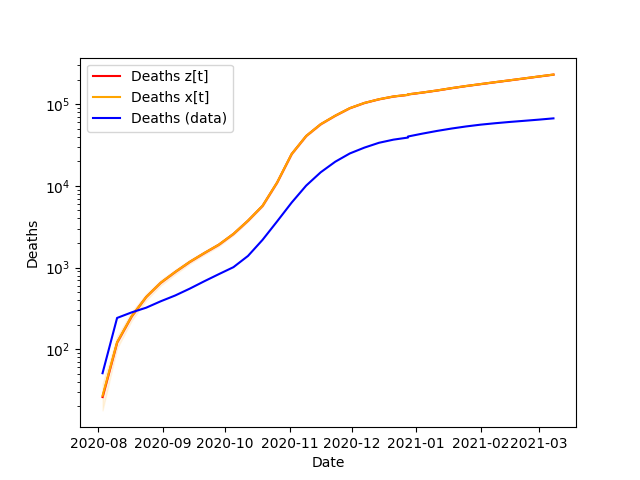 Deaths z[t]
Deaths x[t]
Deaths (data)
10^5
10^4
10^3
10^2
Deaths
2020-08 2020-09 2020-10 2020-11 2020-12 2021-01 2021-02 2021-03
Date